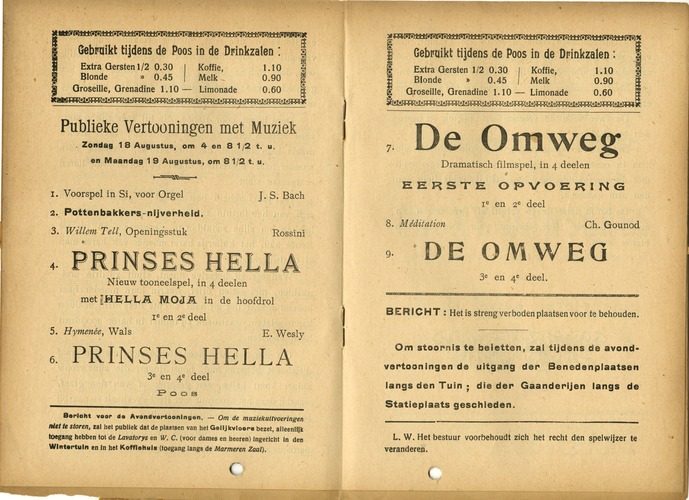 Gebruikt tijdens de Poos in de Drinkzalen :
Extra Gersten 1/2 0.30 | Koffie, 1.10
Blonde » 0.45 | Melk 0.90
Groseille, Grenadine 1.10 — Limonade 0.60
Publieke Vertooningen met Muziek
Zondag 18 Augustus, om 4 en 8 1/2 t. u.
en Maandag 19 Augustus, om 8 1/2 t. u.
1. Voorspel in Si, voor Orgel J. S. Bach
2. Pottenbakkers-nijverheid.
3. Willem Tell, Openingsstuk Rossini
4. PRINSES HELLA
Nieuw tooneelspel, in 4 deelen
met HELLA MOJA in de hoofdrol
1e en 2e deel
5. Hymenée, Wals E. Wesly
6. PRINSES HELLA
3e en 4e deel
Poos
Bericht voor de Avondvertooningen. — Om de muziekuitvoeringen
niet te storen, zal het publiek dat de plaatsen van het Gelijkvloers bezet, alleenlijk
toegang hebben tot de Lavatorys en W. C. (voor dames en heeren) ingericht in den
Wintertuin en in het Koffiehuis (toegang langs de Marmeren Zaal).
Gebruikt tijdens de Poos in de Drinkzalen :
Extra Gersten 1/2 0.30 | Koffie, 1.10
Blonde » 0.45 | Melk 0.90
Groseille, Grenadine 1.10 — Limonade 0.60
7. De Omweg
Dramatisch filmspel, in 4 deelen
EERSTE OPVOERING
1e en 2e deel
8. Méditation Ch. Gounod
9. DE OMWEG
3e en 4e deel.
BERICHT : Het is streng verboden plaatsen voor te behouden.
Om stoornis te beletten, zal tijdens de avond-
vertooningen de uitgang der Benedenplaatsen
langs den Tuin ; die der Gaanderijen langs de
Statieplaats geschieden.
L. W. Het bestuur voorbehoudt zich het recht den spelwijzer te
veranderen.